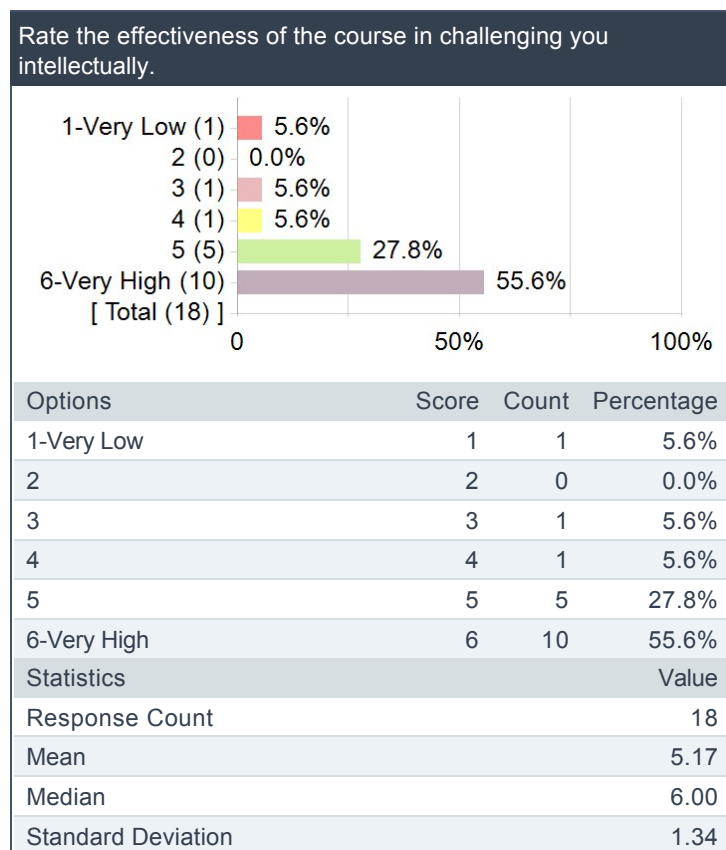 Rate the effectiveness of the course in challenging you
intellectually.
1-Very Low (1) 5.6%
2 (0) 0.0%
3 (1) 5.6%
4 (1) 5.6%
5 (5) 27.8%
6-Very High (10) 55.6%
[ Total (18) ]
0 50% 100%
Options Score Count Percentage
1-Very Low 1 1 5.6%
2 2 0 0.0%
3 3 1 5.6%
4 4 1 5.6%
5 5 5 27.8%
6-Very High 6 10 55.6%
Statistics Value
Response Count 18
Mean 5.17
Median 6.00
Standard Deviation 1.34